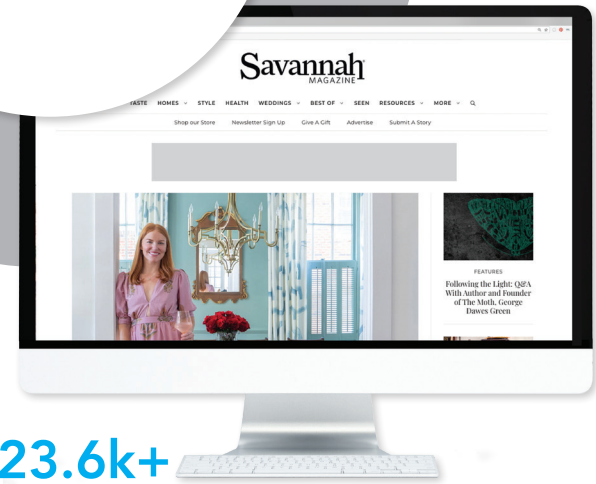 Savannah
MAGAZINE
TASTE HOMES STYLE HEALTH WEDDINGS BEST OF SEEN RESOURCES MORE
Shop our Store Newsletter Sign Up Give A Gift Advertise Submit A Story
FEATURES
Following the Light: Q&A
With Author and Founder
of The Moth, George
Dawes Green
23.6k+